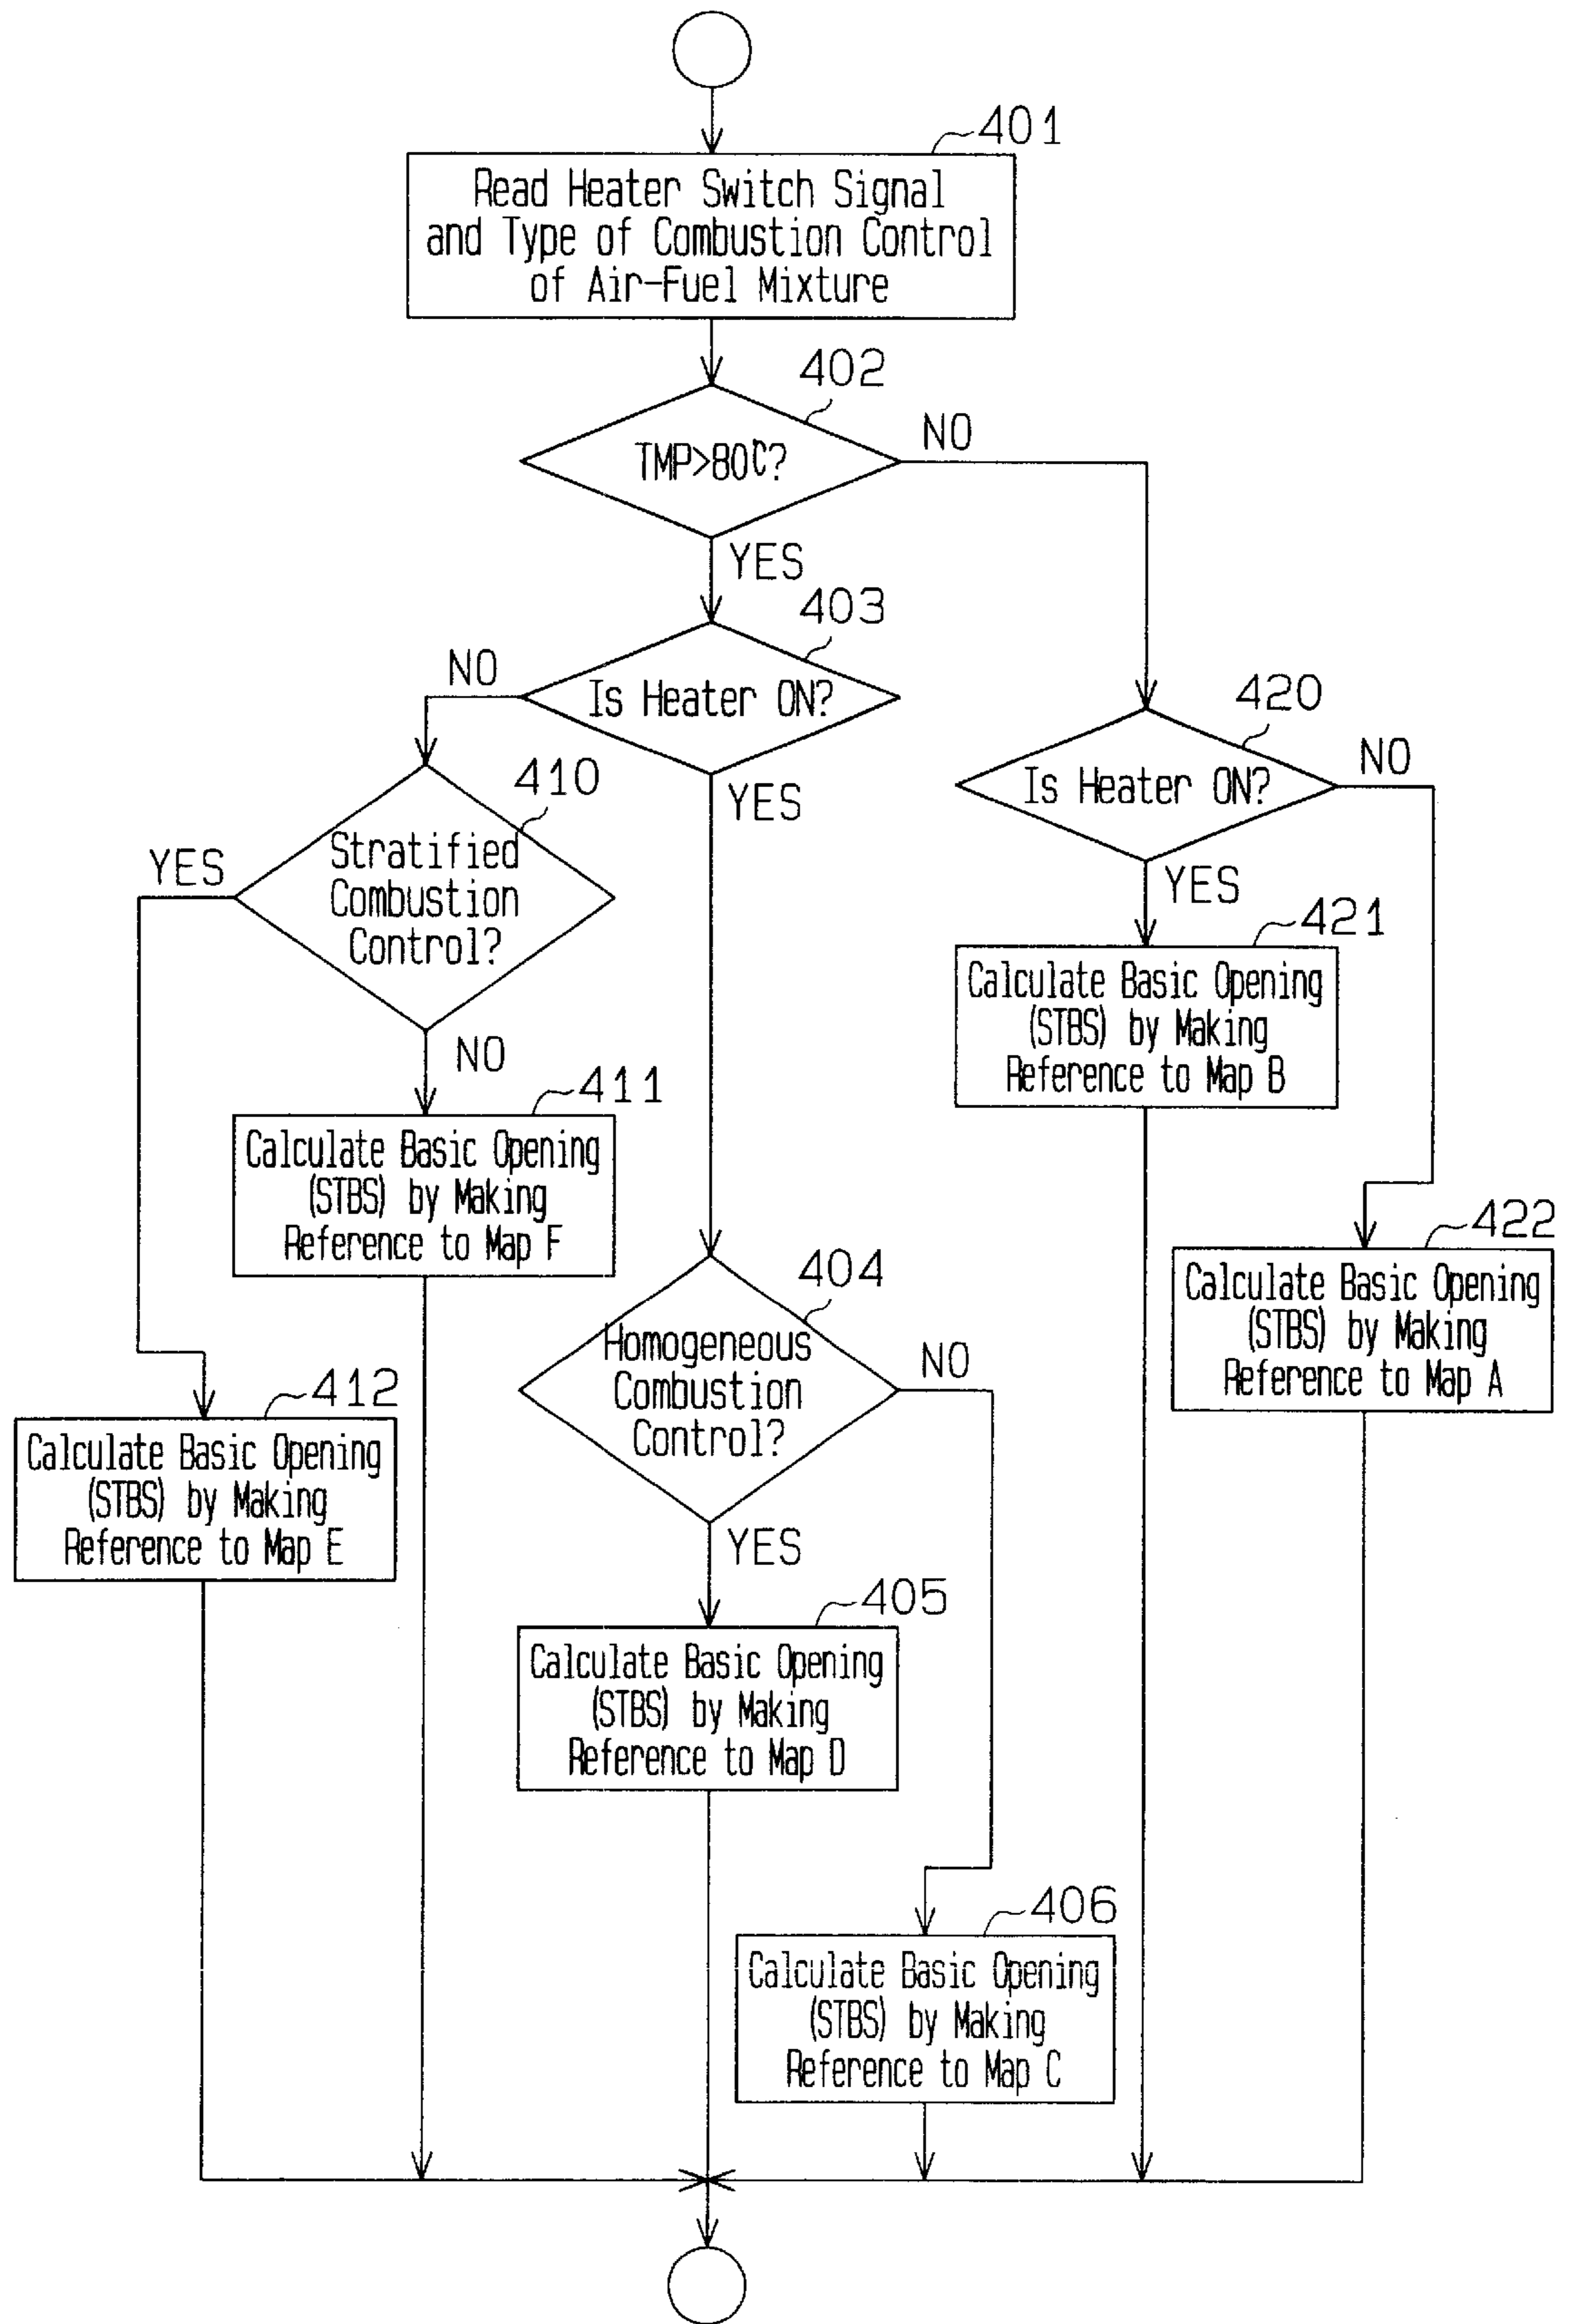 401
Read Heater Switch Signal
and Type of Combustion Control
of Air-Fuel Mixture
402
TMP>80℃?
NO
YES
403
Is Heater ON?
NO
YES
420
Is Heater ON?
NO
YES
410
Stratified
Combustion
Control?
YES
NO
421
Calculate Basic Opening
(STBS) by Making
Reference to Map B
411
Calculate Basic Opening
(STBS) by Making
Reference to Map F
422
Calculate Basic Opening
(STBS) by Making
Reference to Map A
404
Homogeneous
Combustion
Control?
NO
YES
412
Calculate Basic Opening
(STBS) by Making
Reference to Map E
405
Calculate Basic Opening
(STBS) by Making
Reference to Map D
406
Calculate Basic Opening
(STBS) by Making
Reference to Map C